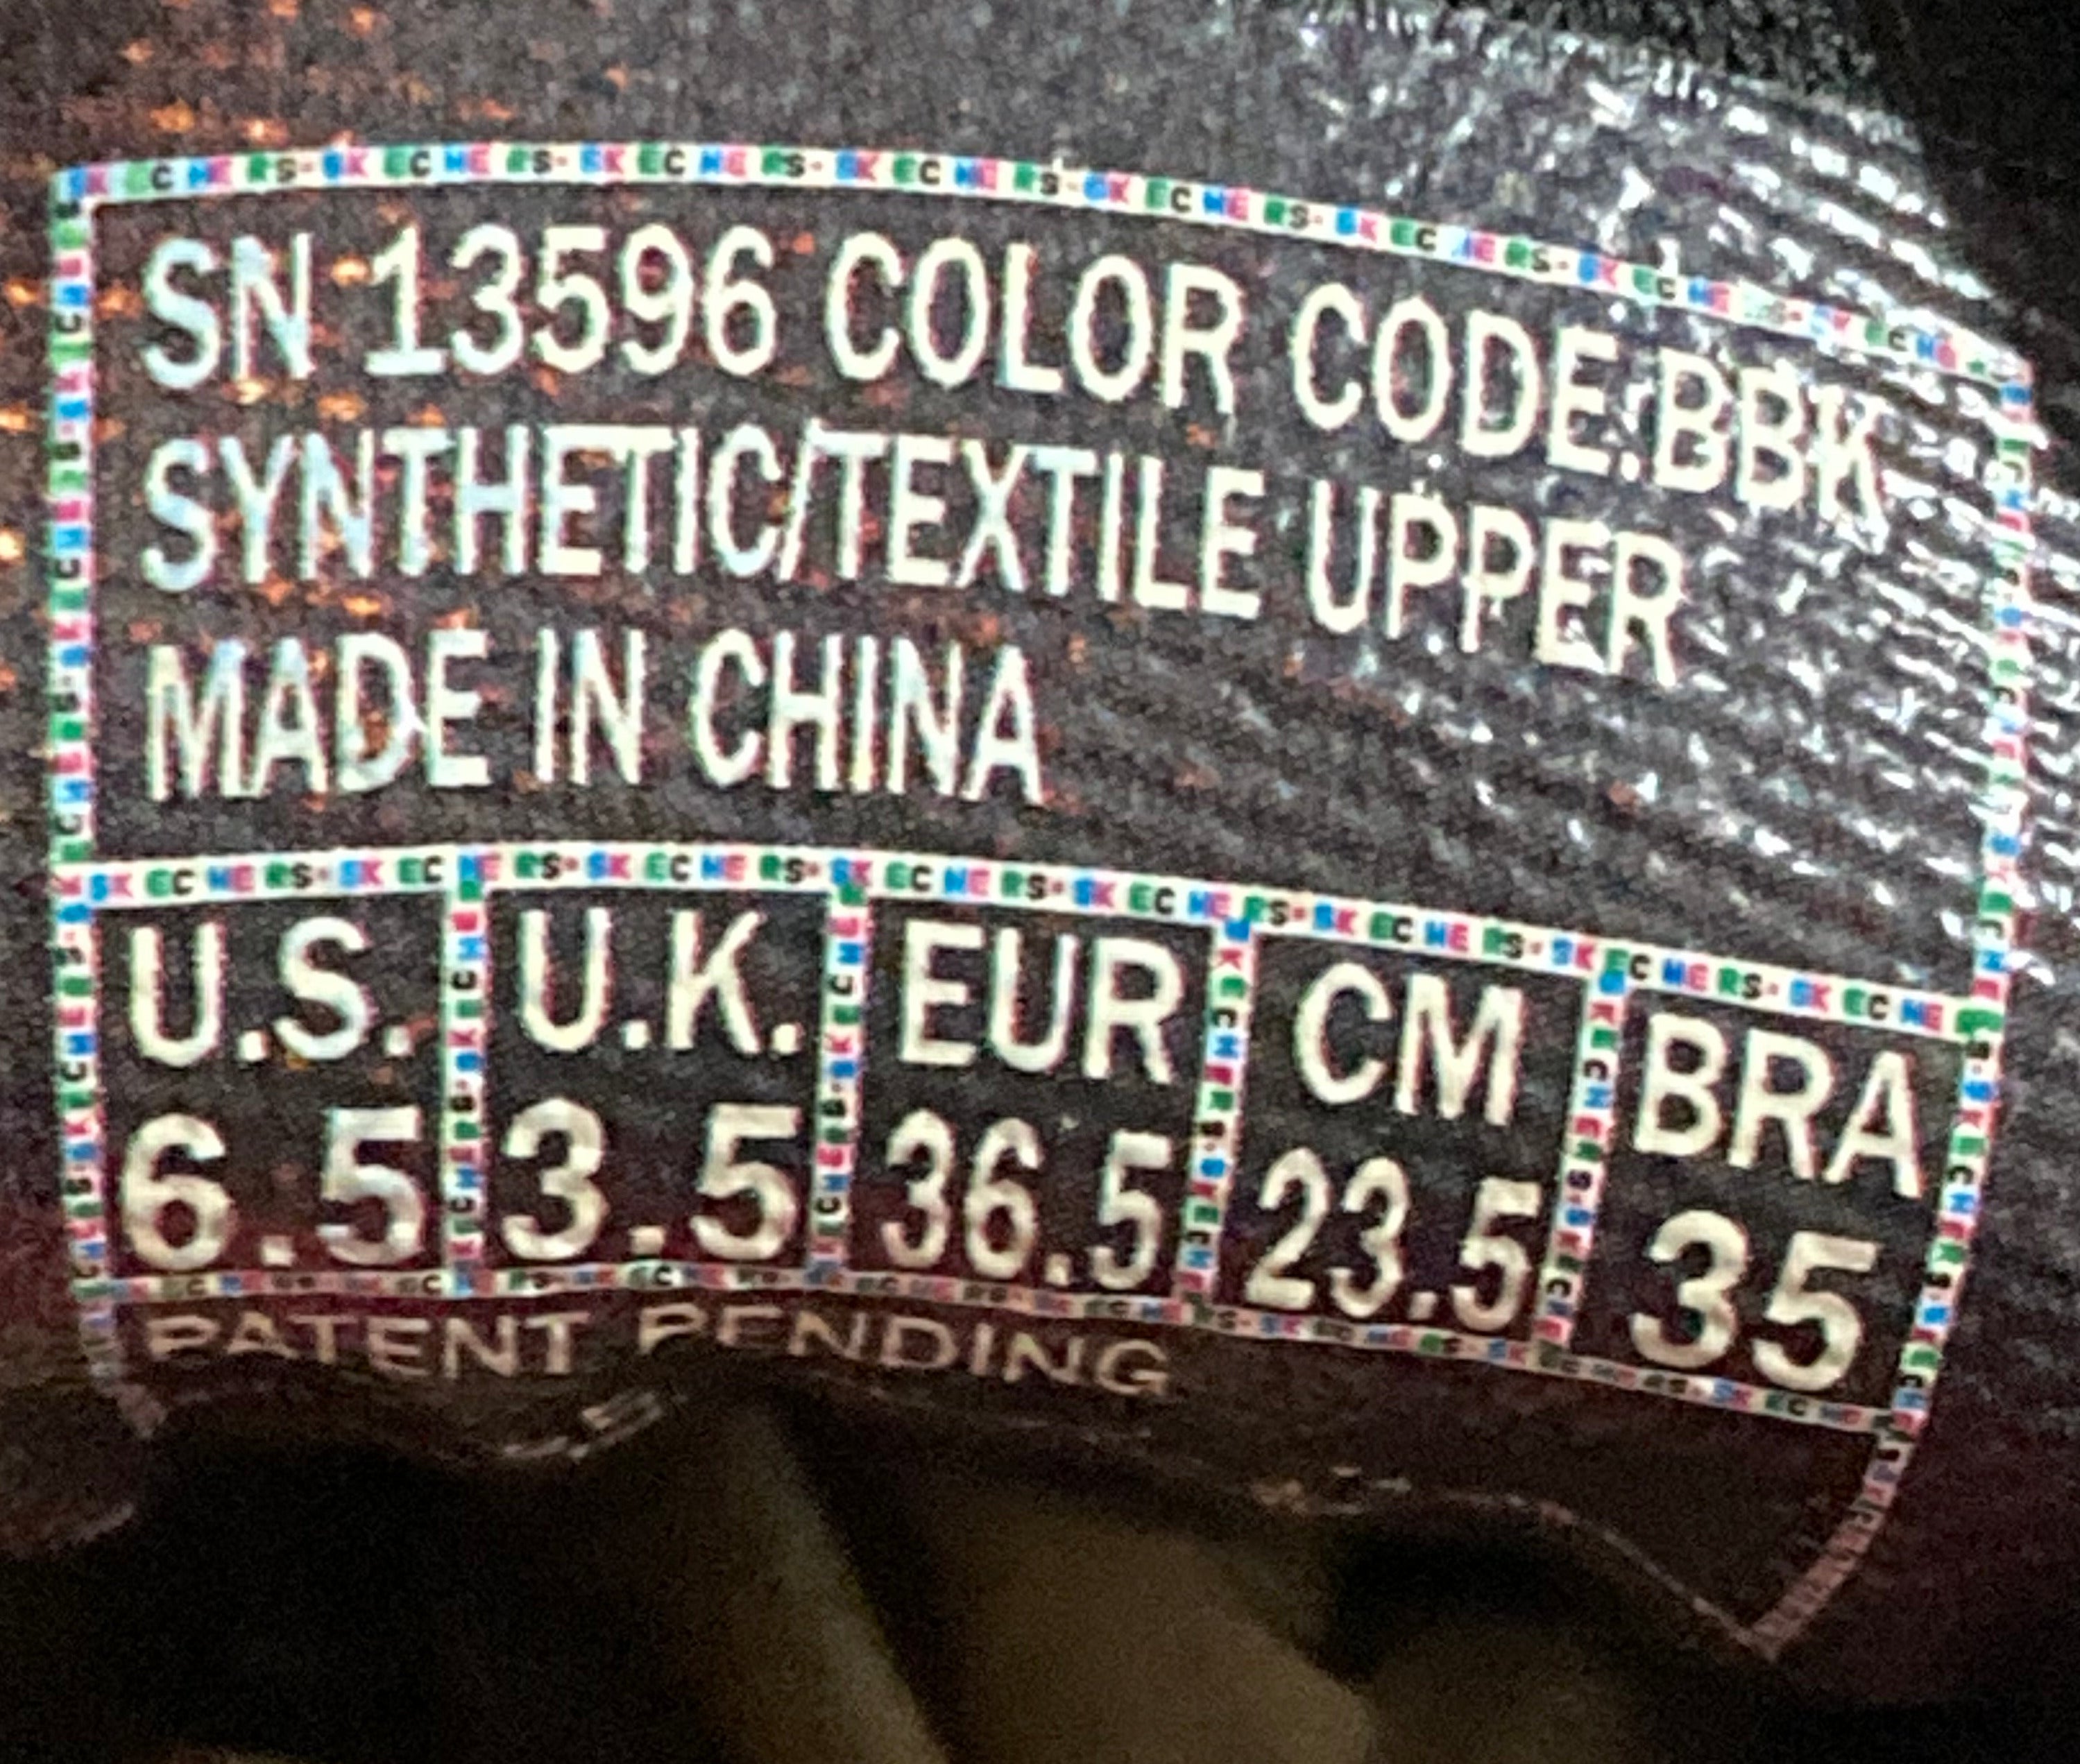 SN 13596 COLOR CODE:BBK
SYNTHETIC/TEXTILE UPPER
MADE IN CHINA
U.S. U.K. EUR CM BRA
6.5 3.5 36.5 23.5 35
PATENT PENDING
SKECHERS